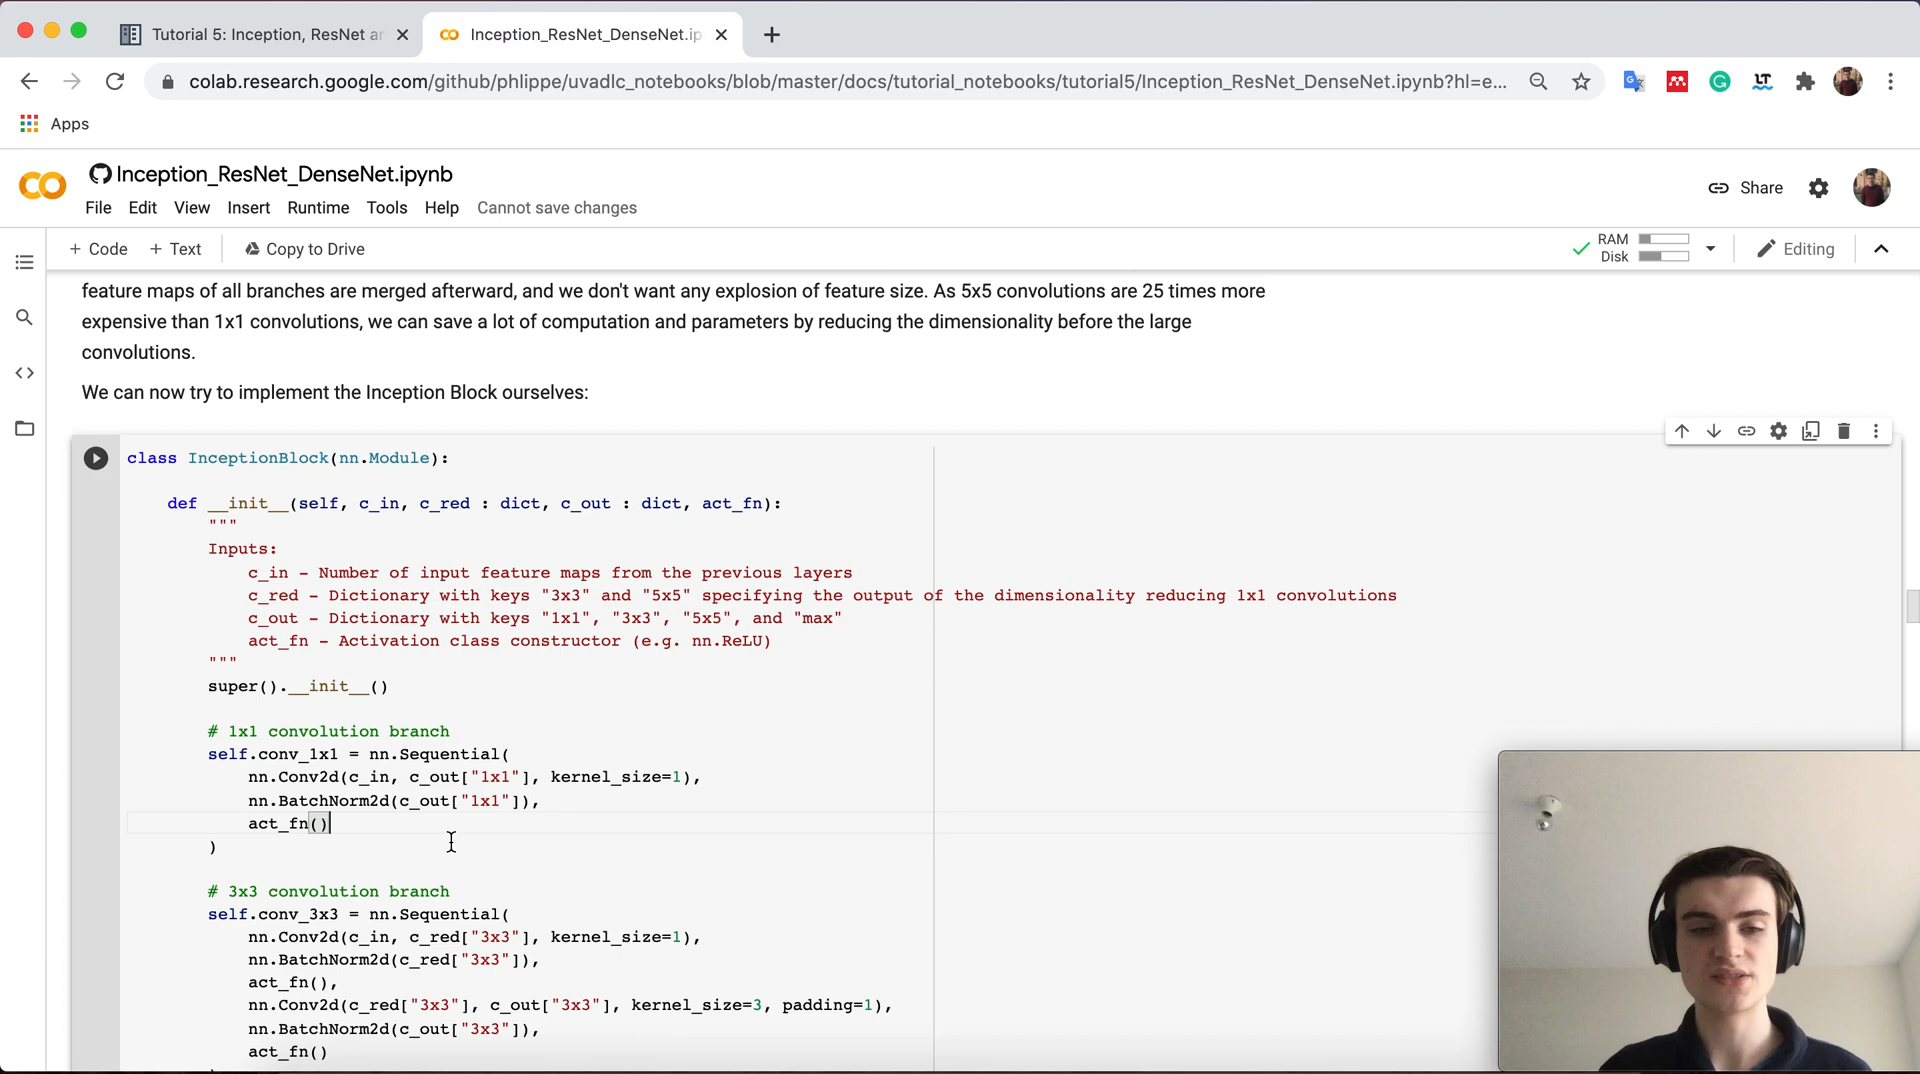 Tutorial 5: Inception, ResNet ar
Inception_ResNet_DenseNet.ip
colab.research.google.com/github/phlippe/uvadlc_notebooks/blob/master/docs/tutorial_notebooks/tutorial5/Inception_ResNet_DenseNet.ipynb?hl=e...
Apps
Inception_ResNet_DenseNet.ipynb
Share
File Edit View Insert Runtime Tools Help Cannot save changes
+ Code + Text Copy to Drive
RAM
Disk
Editing
feature maps of all branches are merged afterward, and we don't want any explosion of feature size. As 5x5 convolutions are 25 times more
expensive than 1x1 convolutions, we can save a lot of computation and parameters by reducing the dimensionality before the large
convolutions.
We can now try to implement the Inception Block ourselves:
class InceptionBlock(nn.Module):
def __init__(self, c_in, c_red : dict, c_out : dict, act_fn):
"""
Inputs:
c_in - Number of input feature maps from the previous layers
c_red - Dictionary with keys "3x3" and "5x5" specifying the output of the dimensionality reducing 1x1 convolutions
c_out - Dictionary with keys "1x1", "3x3", "5x5", and "max"
act_fn - Activation class constructor (e.g. nn.ReLU)
"""
super().__init__()
# 1x1 convolution branch
self.conv_1x1 = nn.Sequential(
nn.Conv2d(c_in, c_out["1x1"], kernel_size=1),
nn.BatchNorm2d(c_out["1x1"]),
act_fn()
)
# 3x3 convolution branch
self.conv_3x3 = nn.Sequential(
nn.Conv2d(c_in, c_red["3x3"], kernel_size=1),
nn.BatchNorm2d(c_red["3x3"]),
act_fn(),
nn.Conv2d(c_red["3x3"], c_out["3x3"], kernel_size=3, padding=1),
nn.BatchNorm2d(c_out["3x3"]),
act_fn()